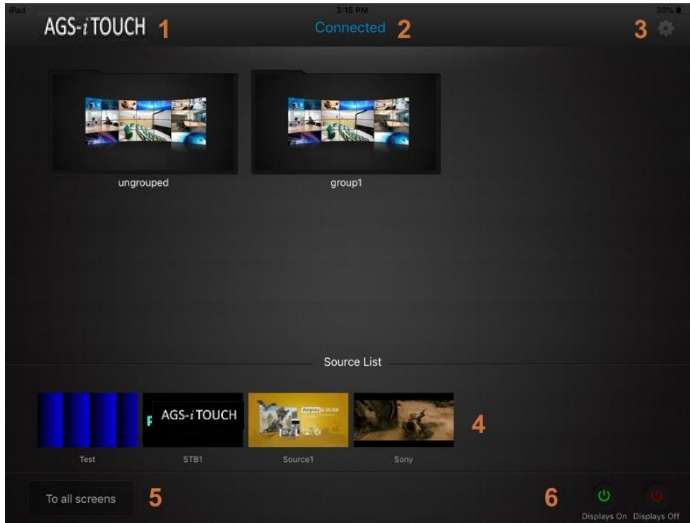 iPad 3:15 PM 30%
AGS-iTOUCH 1 Connected 2 3
ungrouped group1
Source List
AGS-iTOUCH
4
Test STB1 Source1 Sony
To all screens 5 6
Displays On Displays Off